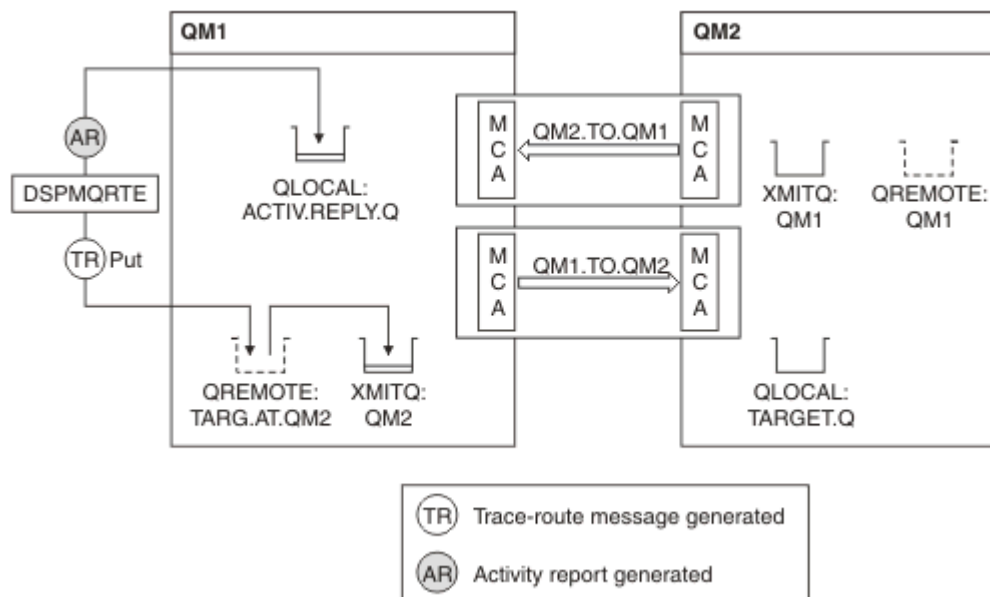 QM1
QM2
AR
DSPMQRTE
TR Put
QLOCAL:
ACTIV.REPLY.Q
M
C
A
QM2.TO.QM1
M
C
A
XMITQ:
QM1
QREMOTE:
QM1
M
C
A
QM1.TO.QM2
M
C
A
QREMOTE:
TARG.AT.QM2
XMITQ:
QM2
QLOCAL:
TARGET.Q
TR Trace-route message generated
AR Activity report generated